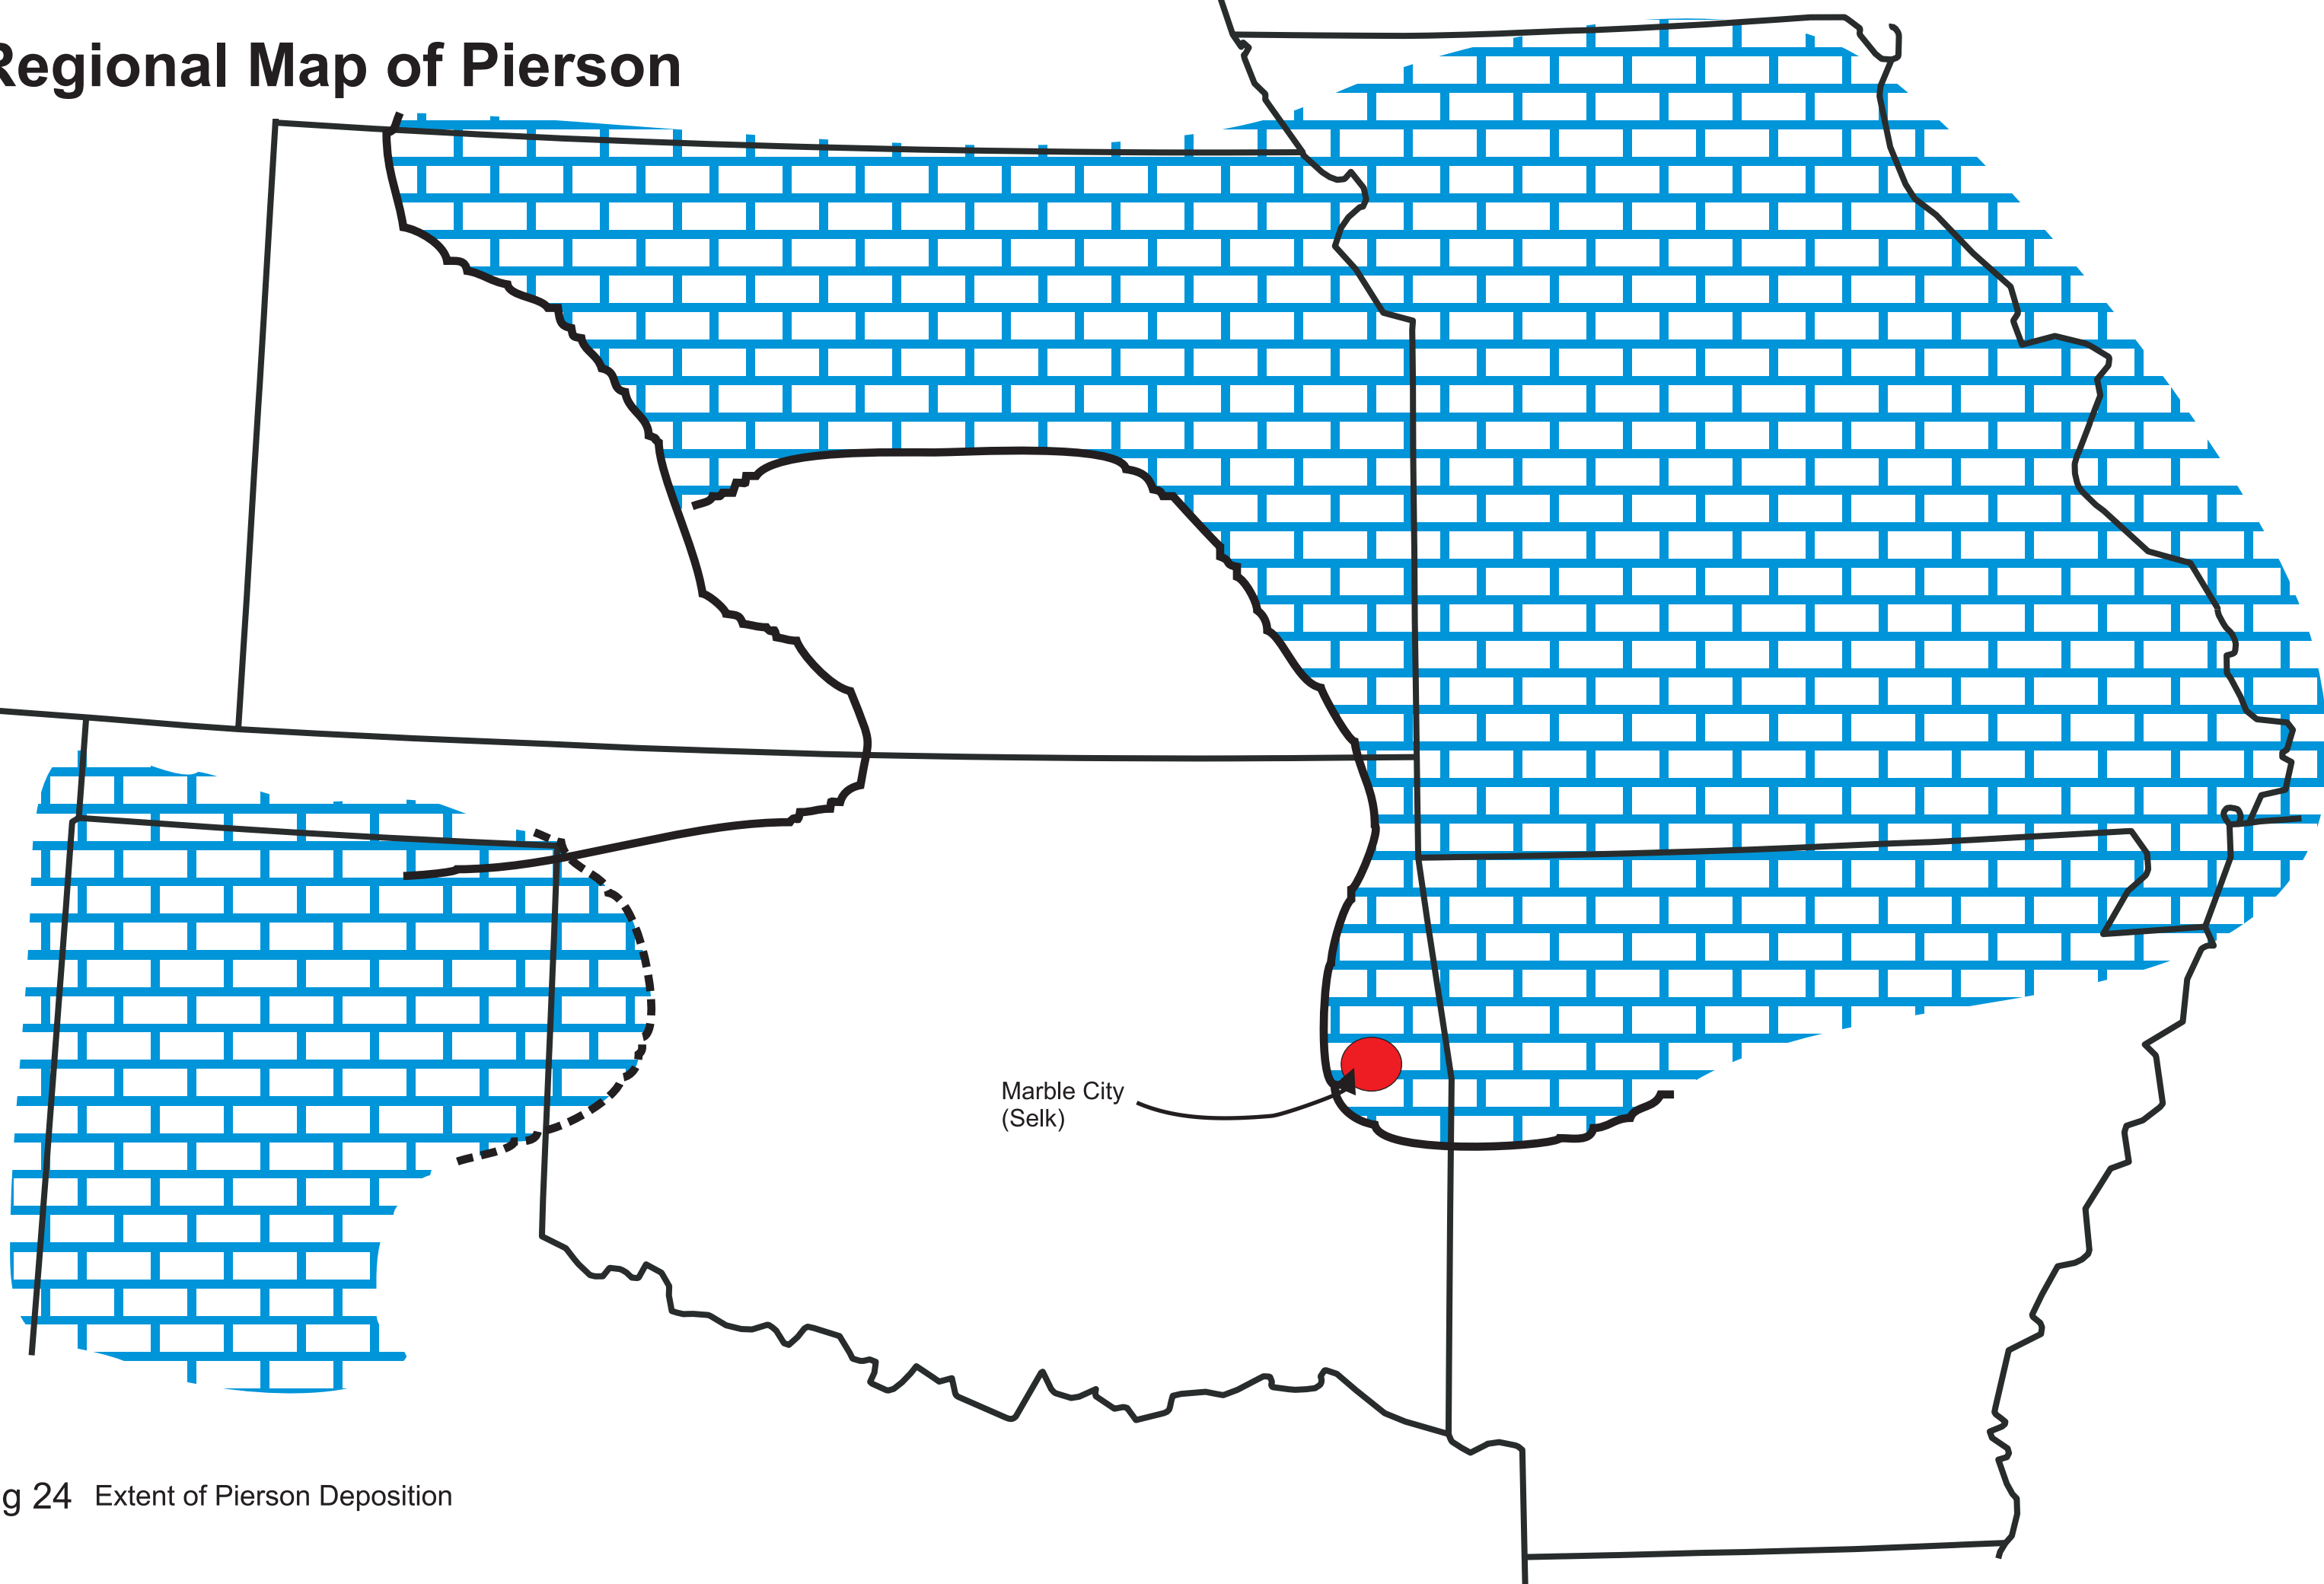 Regional Map of Pierson
Marble City
(Selk)
g 24 Extent of Pierson Deposition